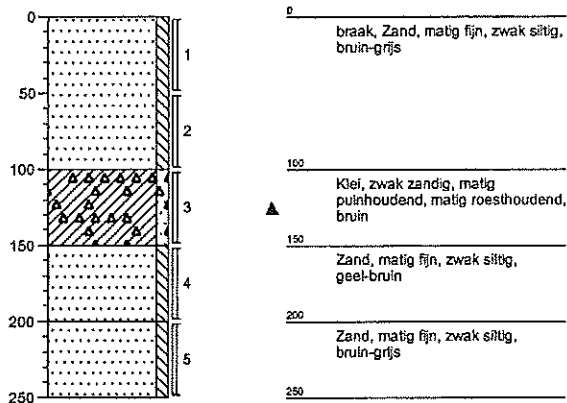 0
50
100
150
200
250
1
2
3
4
5
0
braak, Zand, matig fijn, zwak siltig,
bruin-grijs
100
Klei, zwak zandig, matig
puinhoudend, matig roesthoudend,
bruin
150
Zand, matig fijn, zwak siltig,
geel-bruin
200
Zand, matig fijn, zwak siltig,
bruin-grijs
250